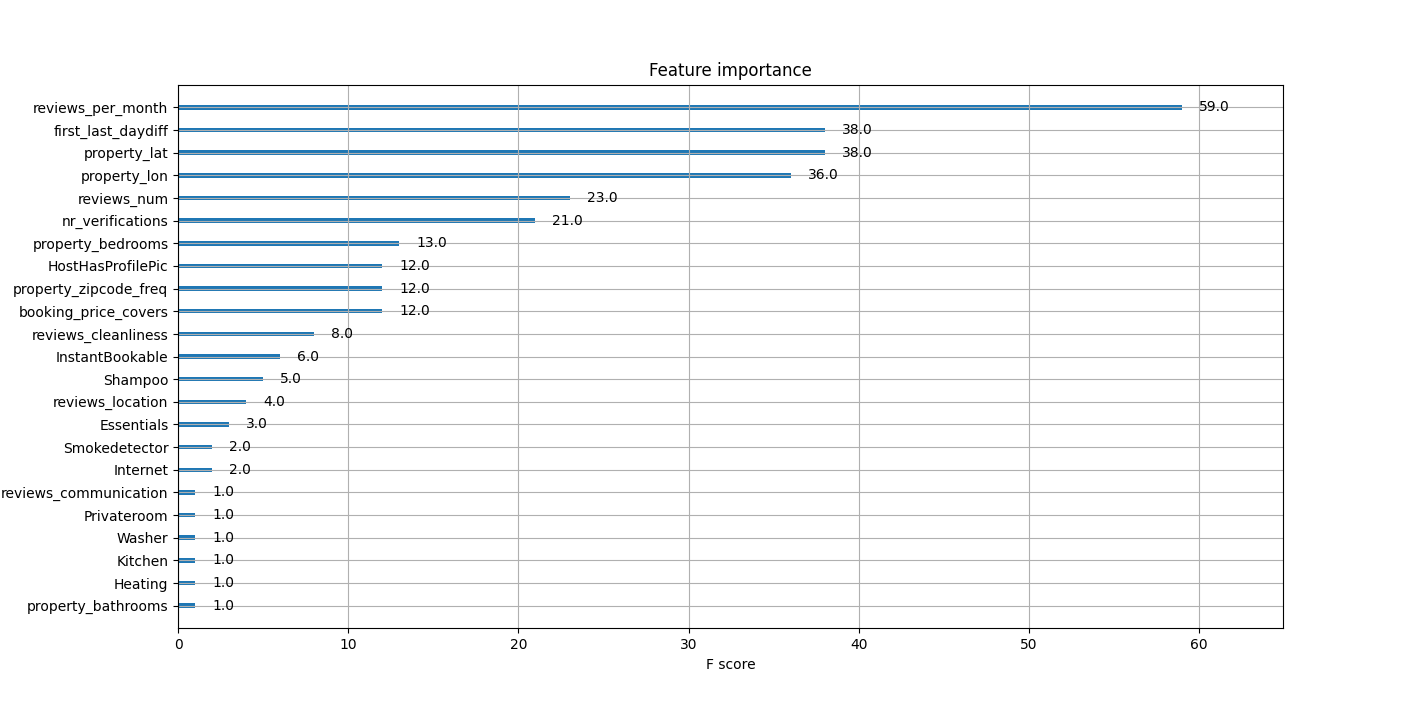 Feature importance
reviews_per_month 59.0
first_last_daydiff 38.0
property_lat 38.0
property_lon 36.0
reviews_num 23.0
nr_verifications 21.0
property_bedrooms 13.0
HostHasProfilePic 12.0
property_zipcode_freq 12.0
booking_price_covers 12.0
reviews_cleanliness 8.0
InstantBookable 6.0
Shampoo 5.0
reviews_location 4.0
Essentials 3.0
Smokedetector 2.0
Internet 2.0
reviews_communication 1.0
Privateroom 1.0
Washer 1.0
Kitchen 1.0
Heating 1.0
property_bathrooms 1.0
0 10 20 30 40 50 60
F score